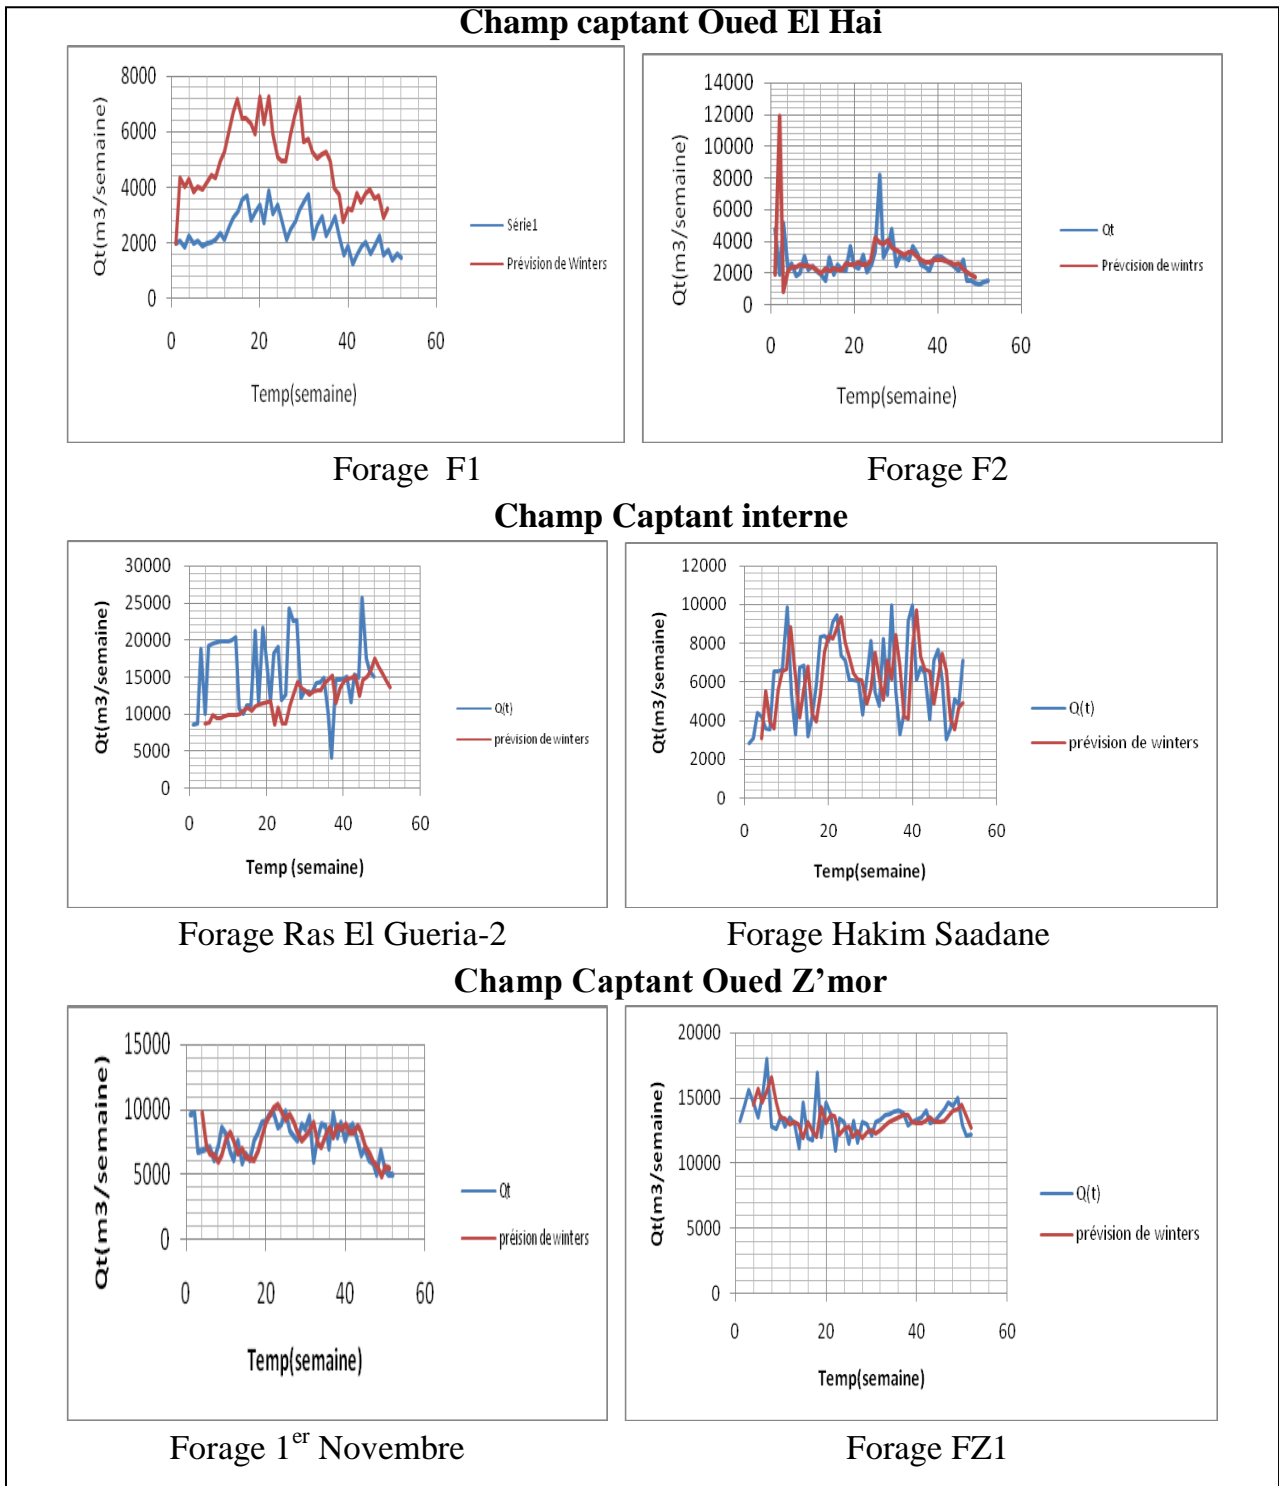 Champ captant Oued El Hai
8000
6000
4000
2000
0
0 20 40 60
Qt(m3/semaine)
Temp(semaine)
Série1
Prévision de Winters
14000
12000
10000
8000
6000
4000
2000
0
0 20 40 60
Qt(m3/semaine)
Temp(semaine)
Qt
Prévcision de wintrs
Forage F1
Forage F2
Champ Captant interne
30000
25000
20000
15000
10000
5000
0
0 20 40 60
Qt(m3/semaine)
Temp (semaine)
Q(t)
prévision de winters
12000
10000
8000
6000
4000
2000
0
0 20 40 60
Qt(m3/semaine)
Temp(semaine)
Q(t)
prévision de winters
Forage Ras El Gueria-2
Forage Hakim Saadane
Champ Captant Oued Z’mor
15000
10000
5000
0
0 20 40 60
Qt(m3/semaine)
Temp(semaine)
Qt
préision de winters
20000
15000
10000
5000
0
0 20 40 60
Qt(m3/semaine)
Temp(semaine)
Q(t)
prévision de winters
Forage 1er Novembre
Forage FZ1